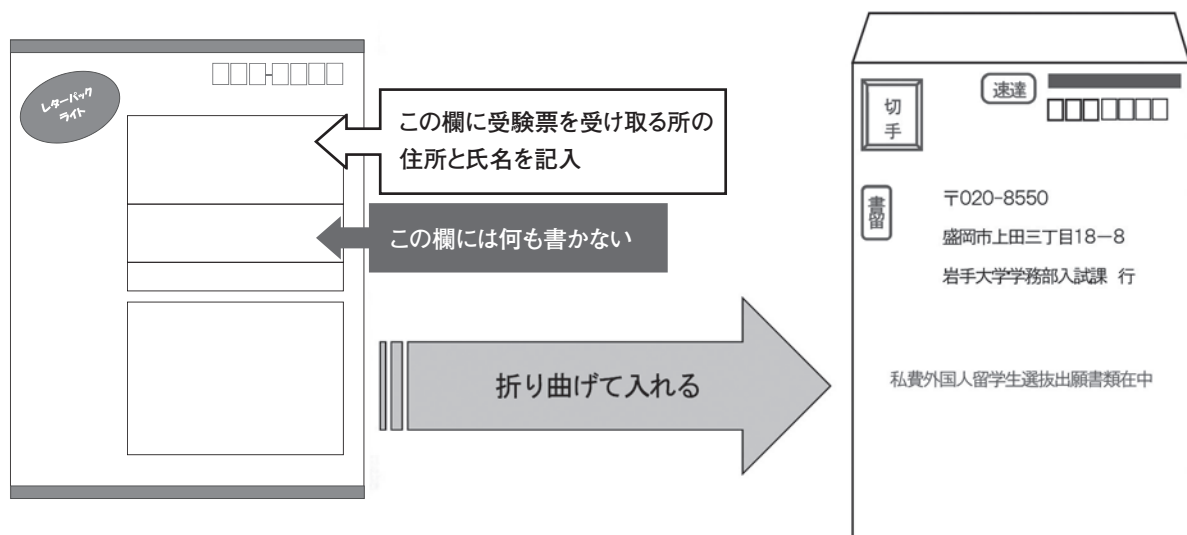 レターパック
ライト
この欄に受験票を受け取る所の
住所と氏名を記入
この欄には何も書かない
折り曲げて入れる
切
手
速達
書留
〒020-8550
盛岡市上田三丁目18－8
岩手大学学務部入試課 行
私費外国人留学生選抜出願書類在中